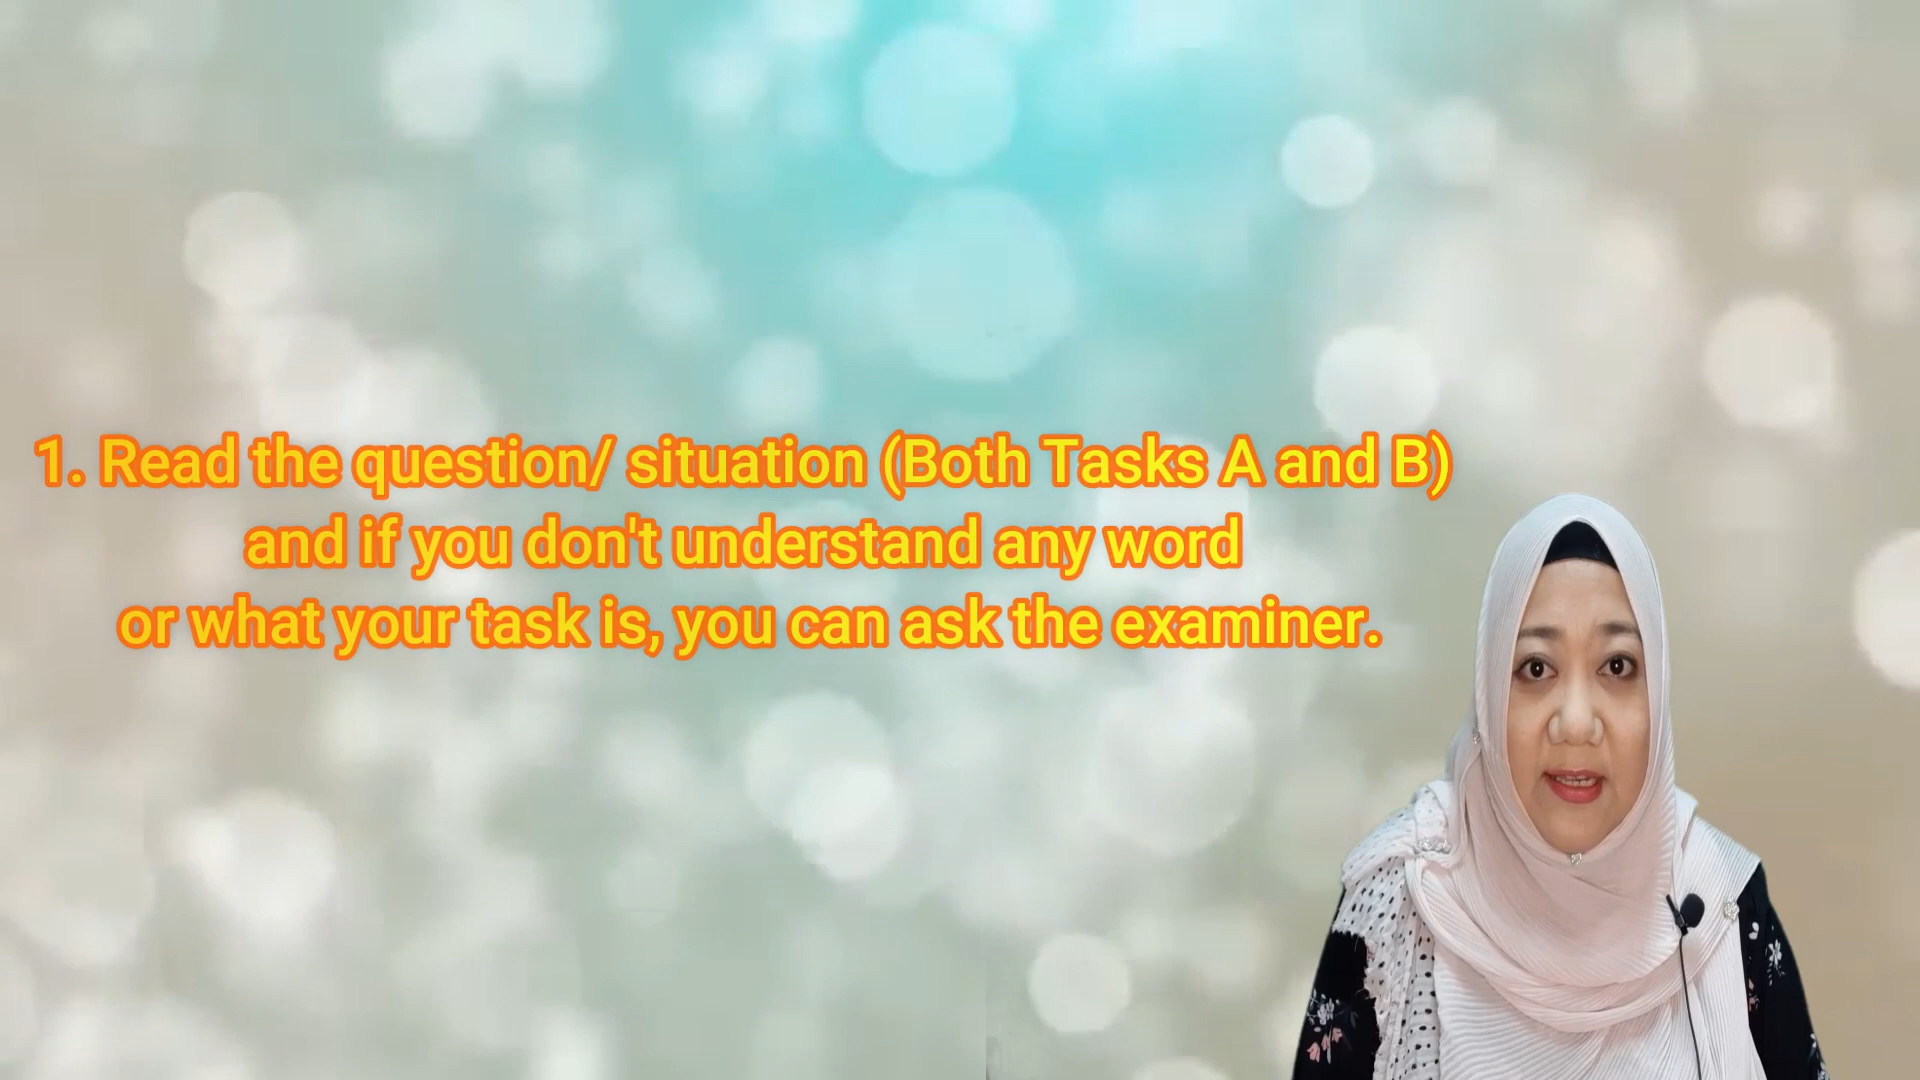 1. Read the question/ situation (Both Tasks A and B)
and if you don't understand any word
or what your task is, you can ask the examiner.